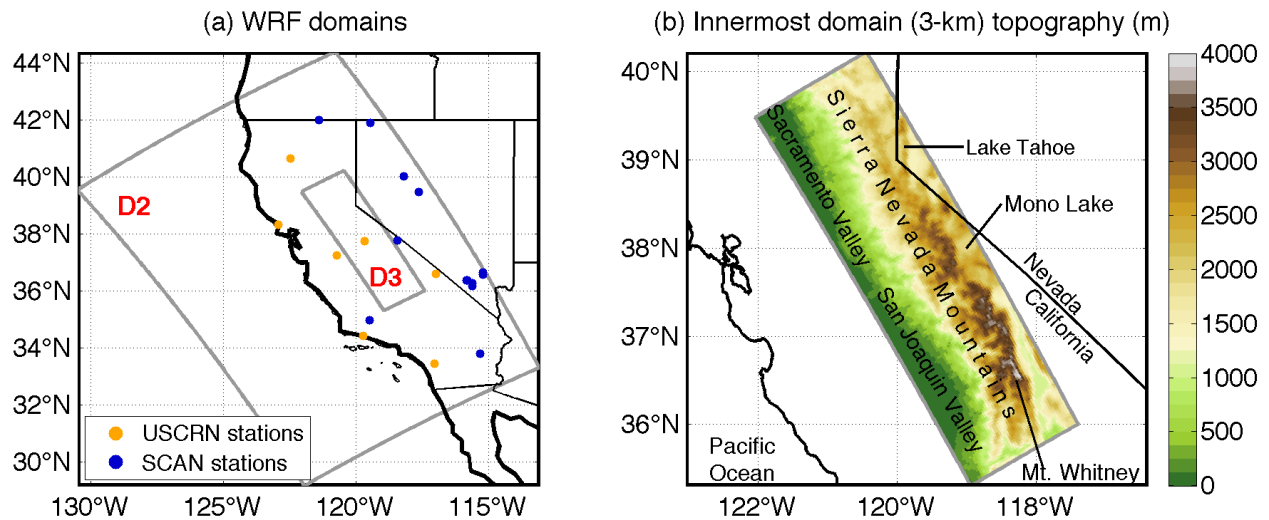 (a) WRF domains
44°N
42°N
40°N
38°N
36°N
34°N
32°N
30°N
130°W
125°W
120°W
115°W
D2
D3
USCRN stations
SCAN stations
(b) Innermost domain (3-km) topography (m)
40°N
39°N
38°N
37°N
36°N
122°W
120°W
118°W
Sacramento Valley
San Joaquin Valley
Sierra Nevada Mountains
Lake Tahoe
Mono Lake
Nevada
California
Mt. Whitney
Pacific
Ocean
4000
3500
3000
2500
2000
1500
1000
500
0